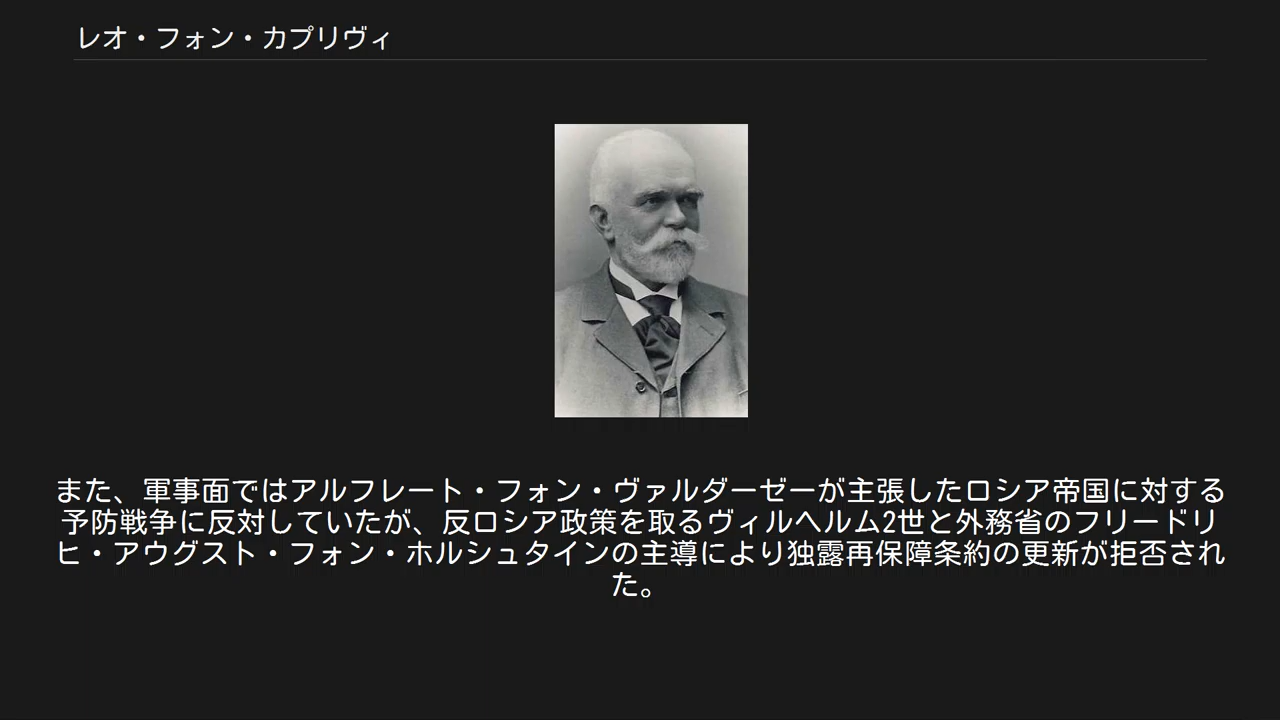 レオ・フォン・カプリヴィ
また、軍事面ではアルフレート・フォン・ヴァルダーゼーが主張したロシア帝国に対する
予防戦争に反対していたが、反ロシア政策を取るヴィルヘルム2世と外務省のフリードリ
ヒ・アウグスト・フォン・ホルシュタインの主導により独露再保障条約の更新が拒否され
た。